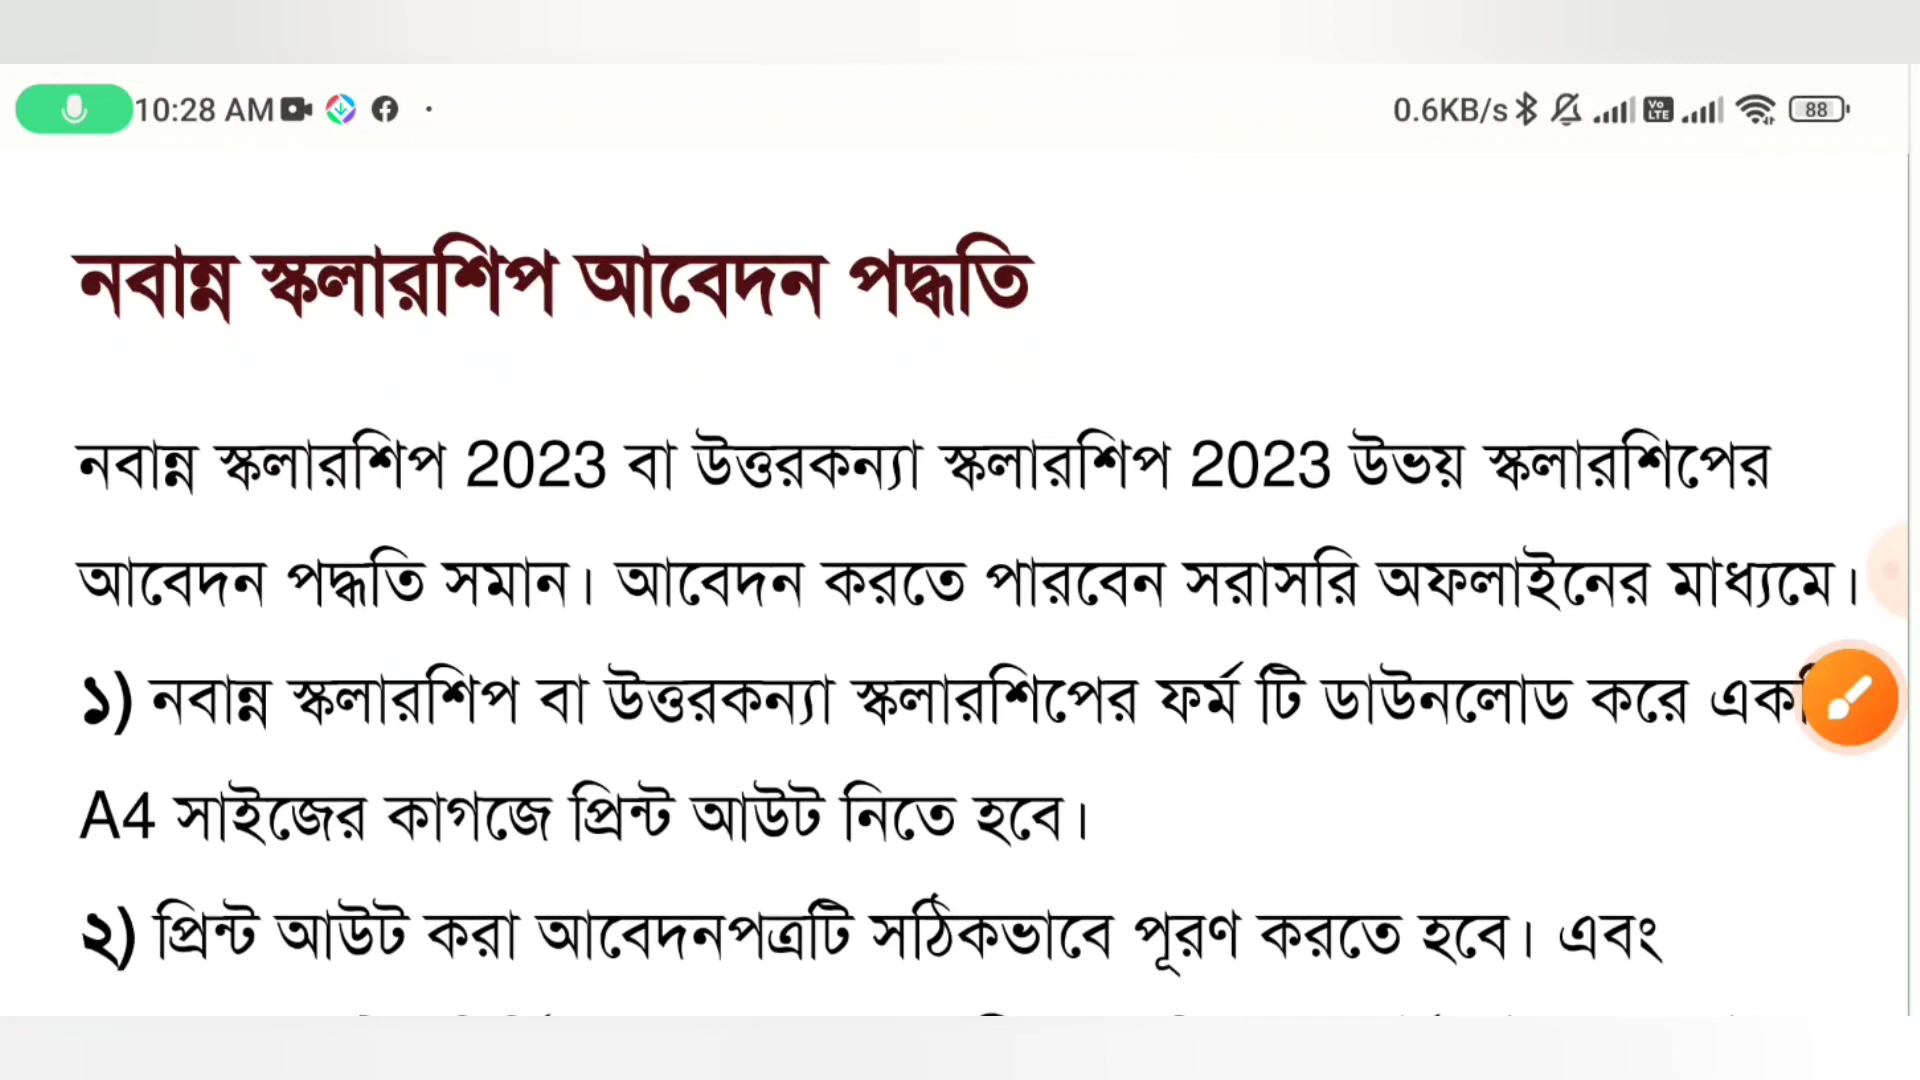 10:28 AM
0.6KB/s
Vo LTE
88
নবান্ন স্কলারশিপ আবেদন পদ্ধতি
নবান্ন স্কলারশিপ 2023 বা উত্তরকন্যা স্কলারশিপ 2023 উভয় স্কলারশিপের
আবেদন পদ্ধতি সমান। আবেদন করতে পারবেন সরাসরি অফলাইনের মাধ্যমে।
১) নবান্ন স্কলারশিপ বা উত্তরকন্যা স্কলারশিপের ফর্ম টি ডাউনলোড করে
A4 সাইজের কাগজে প্রিন্ট আউট নিতে হবে।
২) প্রিন্ট আউট করা আবেদনপত্রটি সঠিকভাবে পূরণ করতে হবে। এবং